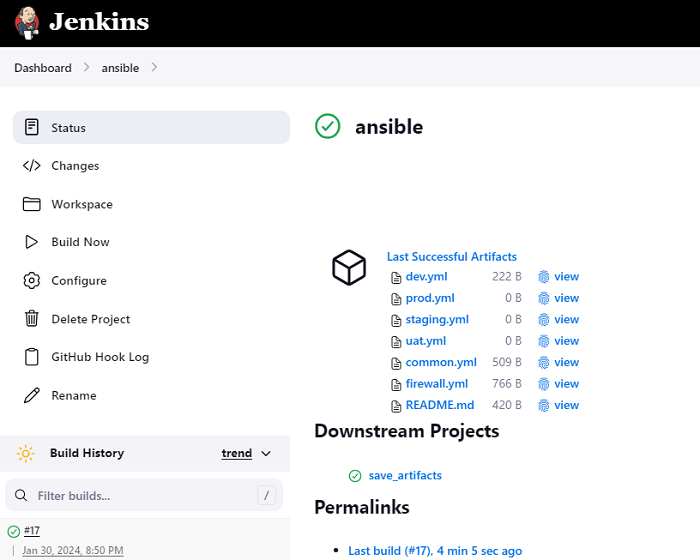 Jenkins
Dashboard
ansible
Status
Changes
Workspace
Build Now
Configure
Delete Project
GitHub Hook Log
Rename
Build History
trend
Filter builds...
/
#17
Jan 30, 2024, 8:50 PM
ansible
Last Successful Artifacts
dev.yml 222 B view
prod.yml 0 B view
staging.yml 0 B view
uat.yml 0 B view
common.yml 509 B view
firewall.yml 766 B view
README.md 420 B view
Downstream Projects
save_artifacts
Permalinks
Last build (#17), 4 min 5 sec ago